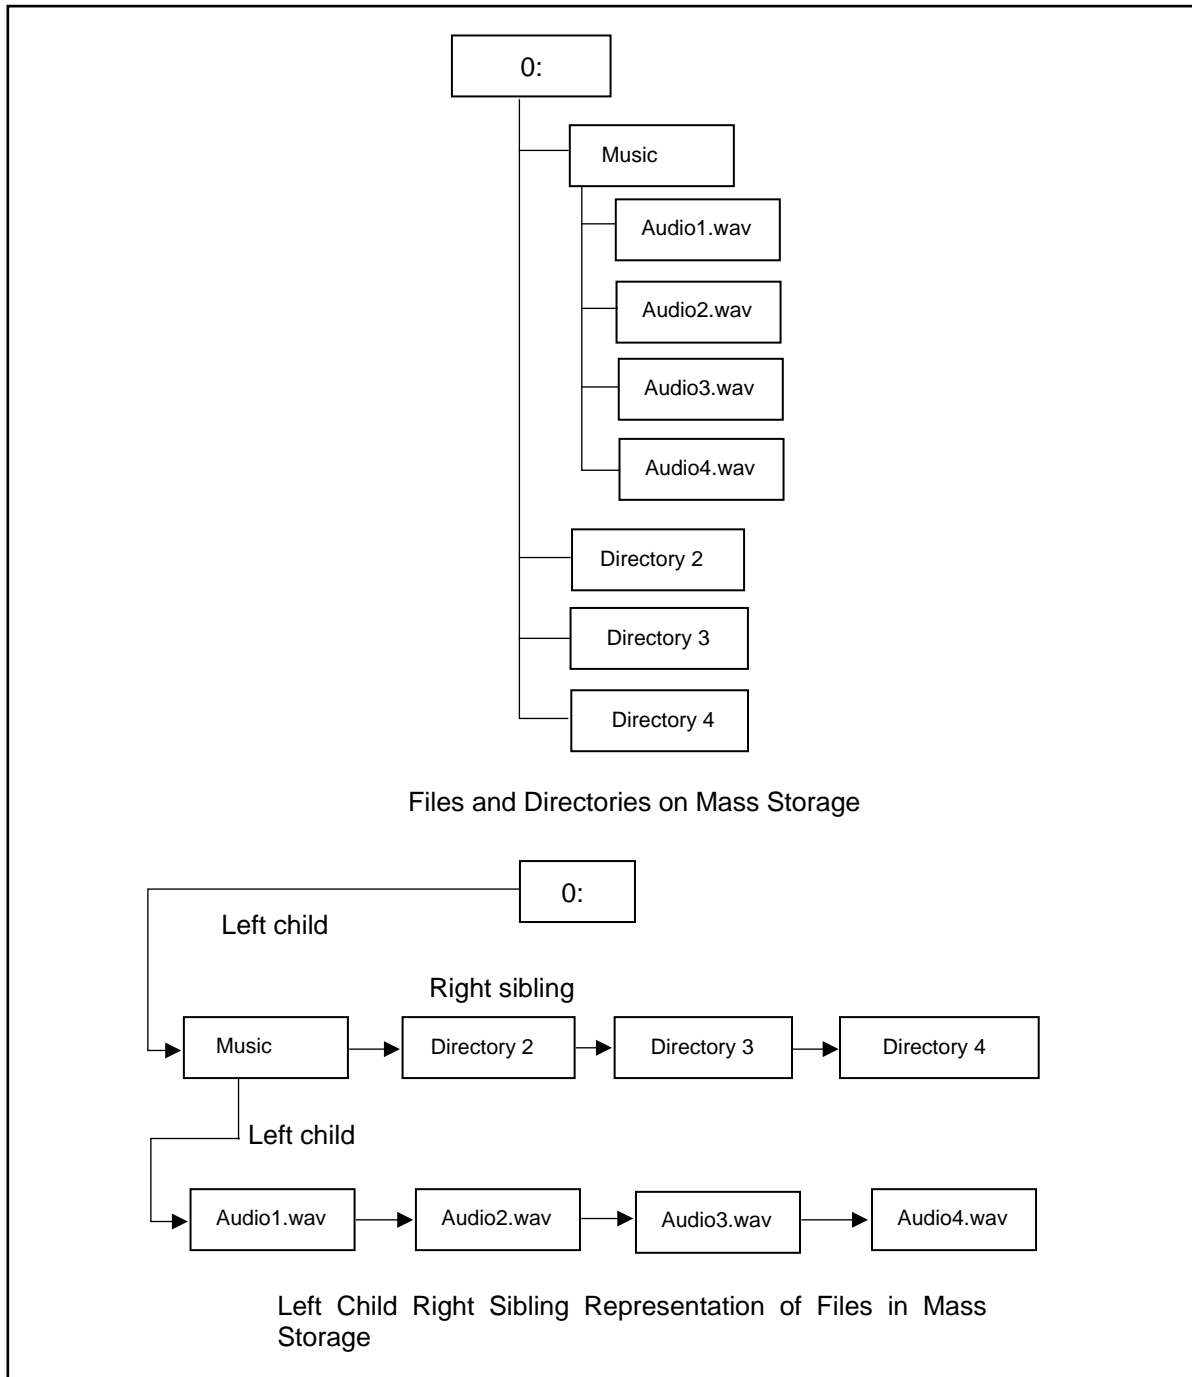 0:
Music
Audio1.wav
Audio2.wav
Audio3.wav
Audio4.wav
Directory 2
Directory 3
Directory 4
Files and Directories on Mass Storage
0:
Left child
Right sibling
Music
Directory 2
Directory 3
Directory 4
Left child
Audio1.wav
Audio2.wav
Audio3.wav
Audio4.wav
Left Child Right Sibling Representation of Files in Mass
Storage